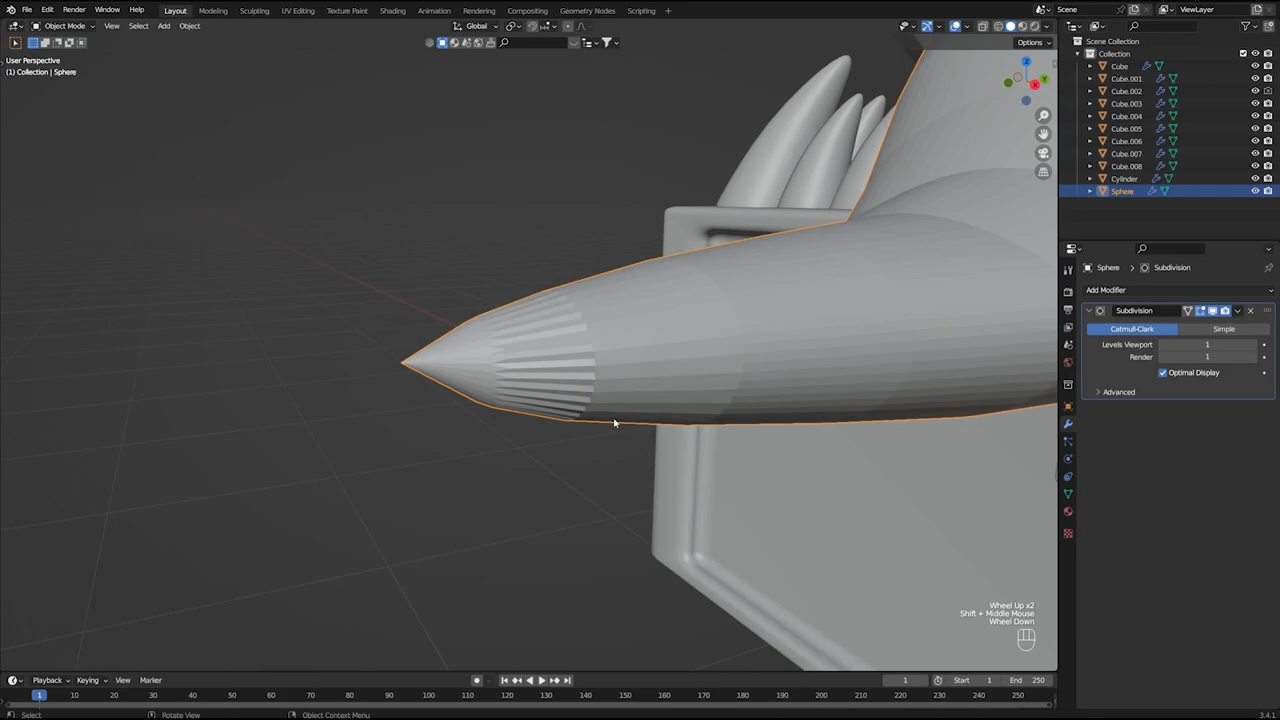 File Edit Render Window Help Layout Modeling Sculpting UV Editing Texture Paint Shading Animation Rendering Compositing Geometry Nodes Scripting + Scene ViewLayer
Object Mode View Select Add Object Global
Options
User Perspective
(1) Collection | Sphere
Z
Y
X
Scene Collection
Collection
Cube
Cube.001
Cube.002
Cube.003
Cube.004
Cube.005
Cube.006
Cube.007
Cube.008
Cylinder
Sphere
Sphere > Subdivision
Add Modifier
Subdivision
Catmull-Clark Simple
Levels Viewport 1
Render 1
Optimal Display
Advanced
Wheel Up x2
Shift + Middle Mouse
Wheel Down
Playback Keying View Marker 1 Start 1 End 250
1 10 20 30 40 50 60 70 80 90 100 110 120 130 140 150 160 170 180 190 200 210 220 230 240 250
Select Rotate View Object Context Menu 3.4.1